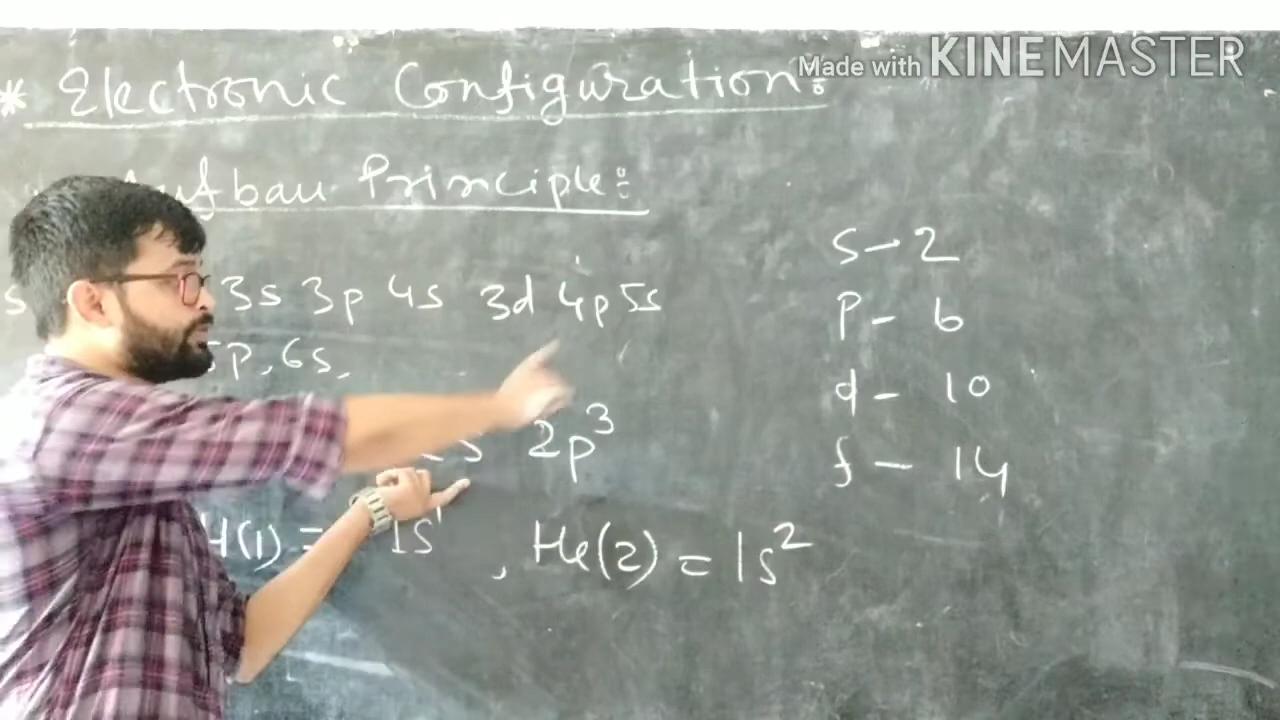 Made with KINEMASTER
* Electronic Configuration:
Aufbau Principle:
s 3s 3p 4s 3d 4p 5s
5p, 6s,
s 2p³
H(1) = 1s¹, He(2) = 1s²
s - 2
p - 6
d - 10
f - 14